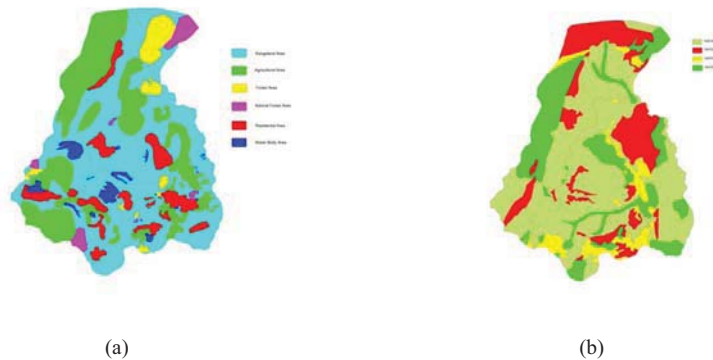 Rangeland Area
Agricultural Area
Forest Area
Natural Forest Area
Residential Area
Water Body Area
(a)
(b)